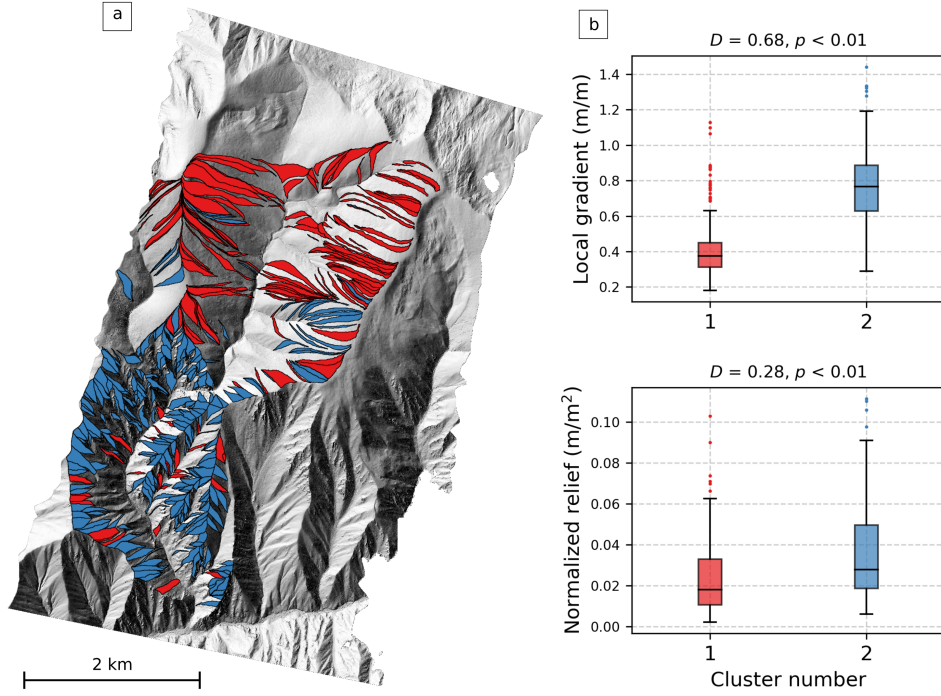 a
2 km
b
D = 0.68, p < 0.01
Local gradient (m/m)
1.4
1.2
1.0
0.8
0.6
0.4
0.2
1 2
D = 0.28, p < 0.01
Normalized relief (m/m²)
0.10
0.08
0.06
0.04
0.02
0.00
1 2
Cluster number